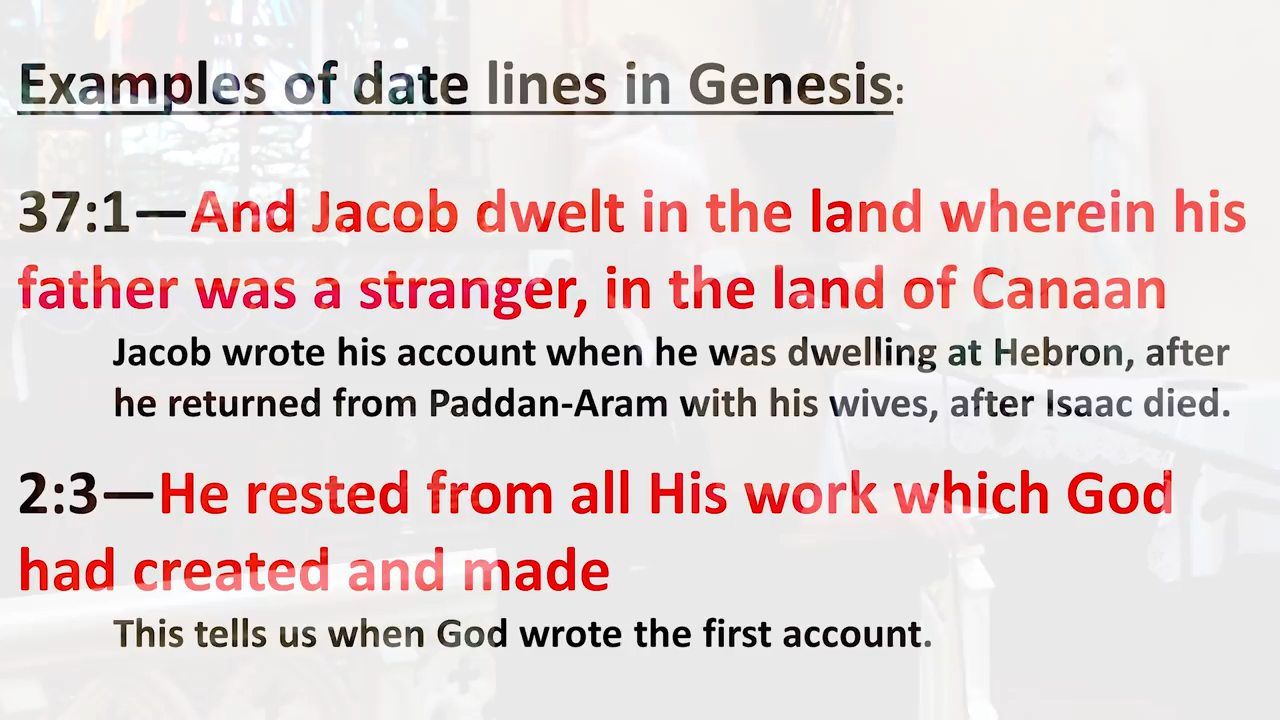 Examples of date lines in Genesis:
37:1—And Jacob dwelt in the land wherein his
father was a stranger, in the land of Canaan
Jacob wrote his account when he was dwelling at Hebron, after
he returned from Paddan-Aram with his wives, after Isaac died.
2:3—He rested from all His work which God
had created and made
This tells us when God wrote the first account.